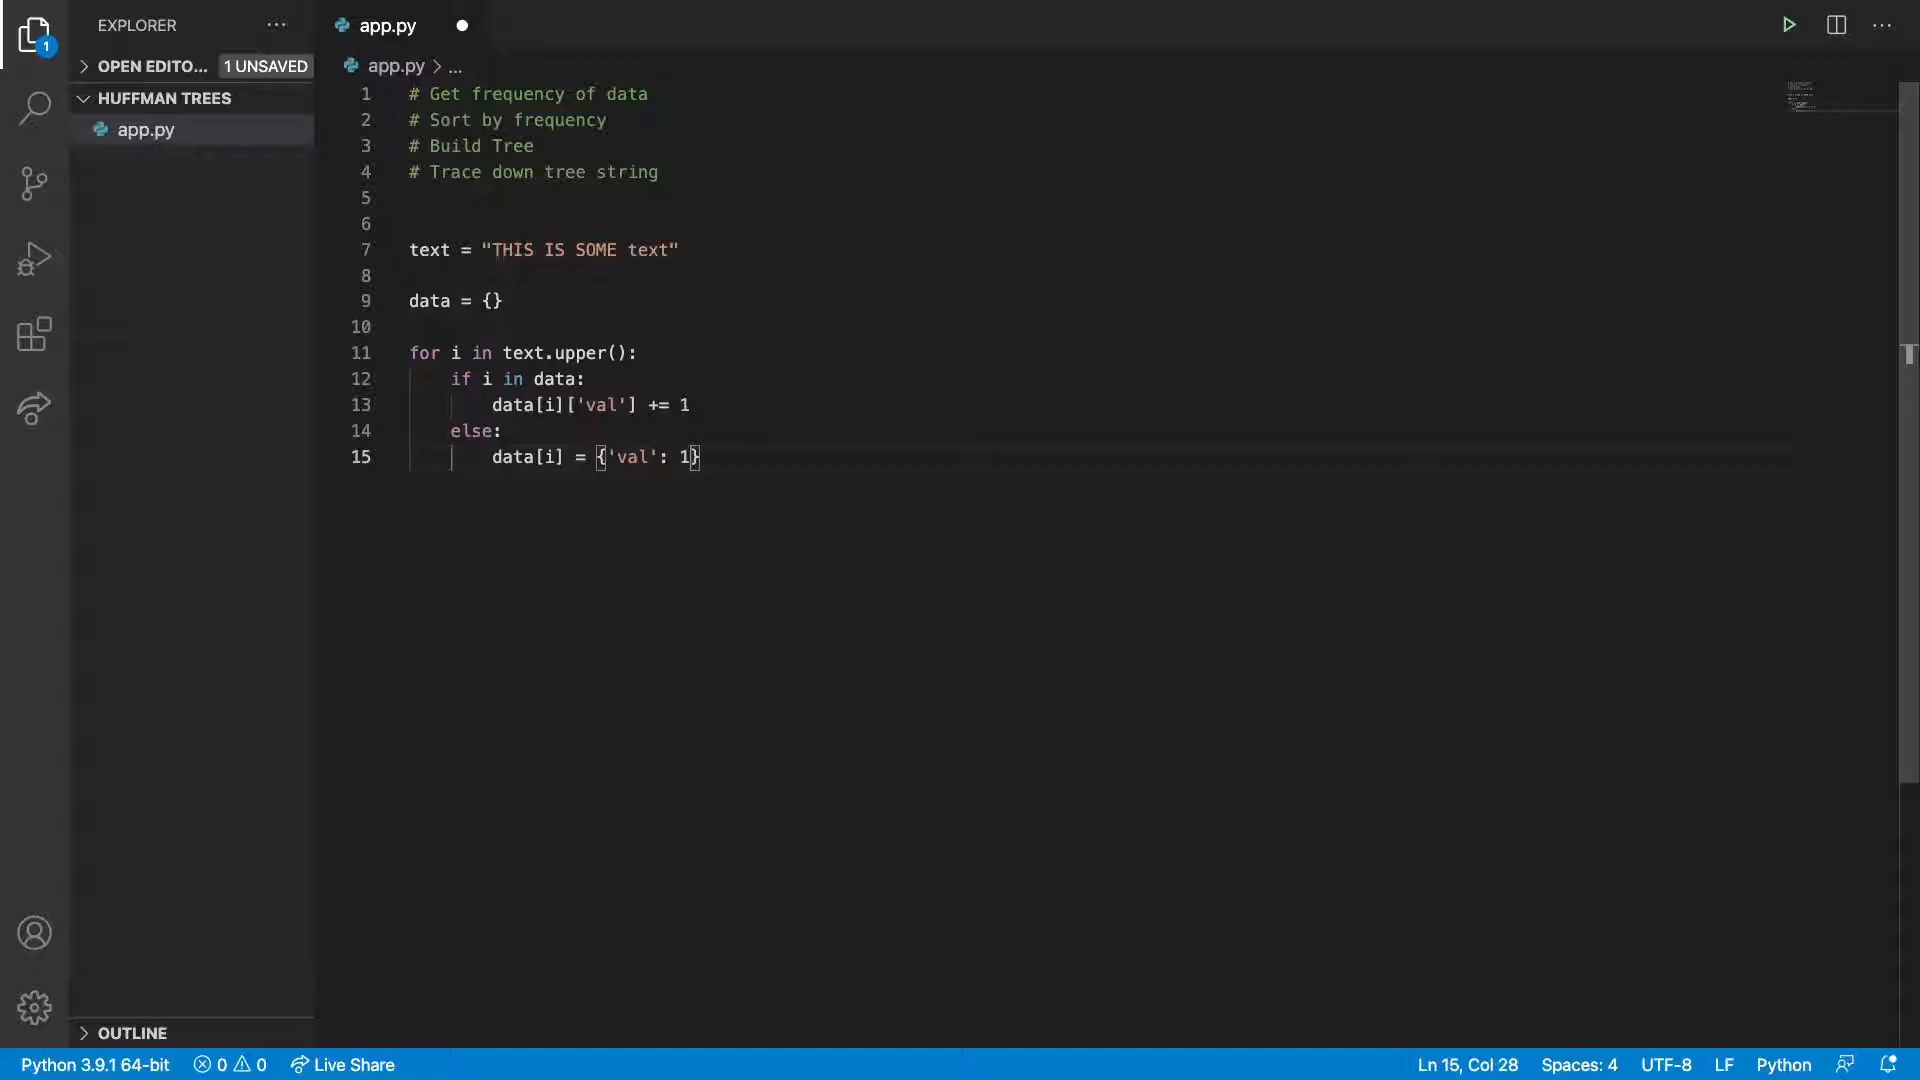 EXPLORER
app.py
1
OPEN EDITO... 1 UNSAVED
HUFFMAN TREES
app.py
app.py > ...
1 # Get frequency of data
2 # Sort by frequency
3 # Build Tree
4 # Trace down tree string
5
6
7 text = "THIS IS SOME text"
8
9 data = {}
10
11 for i in text.upper():
12     if i in data:
13         data[i]['val'] += 1
14     else:
15         data[i] = {'val': 1}
OUTLINE
Python 3.9.1 64-bit 0 0 Live Share Ln 15, Col 28 Spaces: 4 UTF-8 LF Python